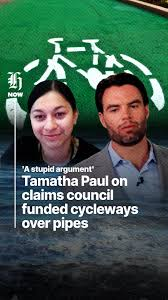 NOW
'A stupid argument'
Tamatha Paul on
claims council
funded cycleways
over pipes